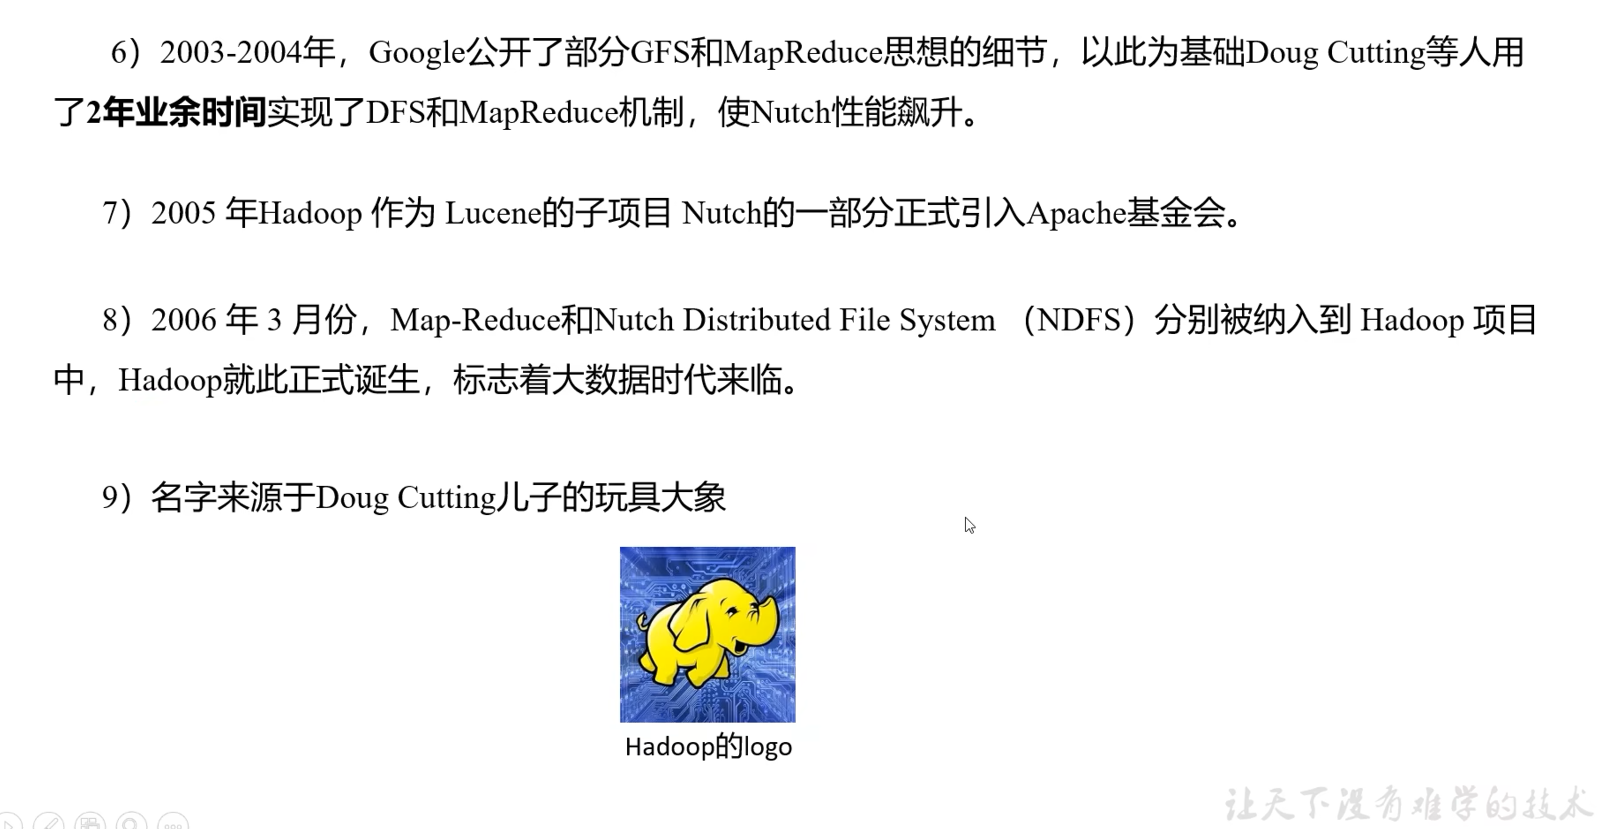 6）2003-2004年，Google公开了部分GFS和MapReduce思想的细节，以此为基础Doug Cutting等人用
了2年业余时间实现了DFS和MapReduce机制，使Nutch性能飙升。
7）2005 年Hadoop 作为 Lucene的子项目 Nutch的一部分正式引入Apache基金会。
8）2006 年 3 月份，Map-Reduce和Nutch Distributed File System （NDFS）分别被纳入到 Hadoop 项目
中，Hadoop就此正式诞生，标志着大数据时代来临。
9）名字来源于Doug Cutting儿子的玩具大象
Hadoop的logo
让天下没有难学的技术